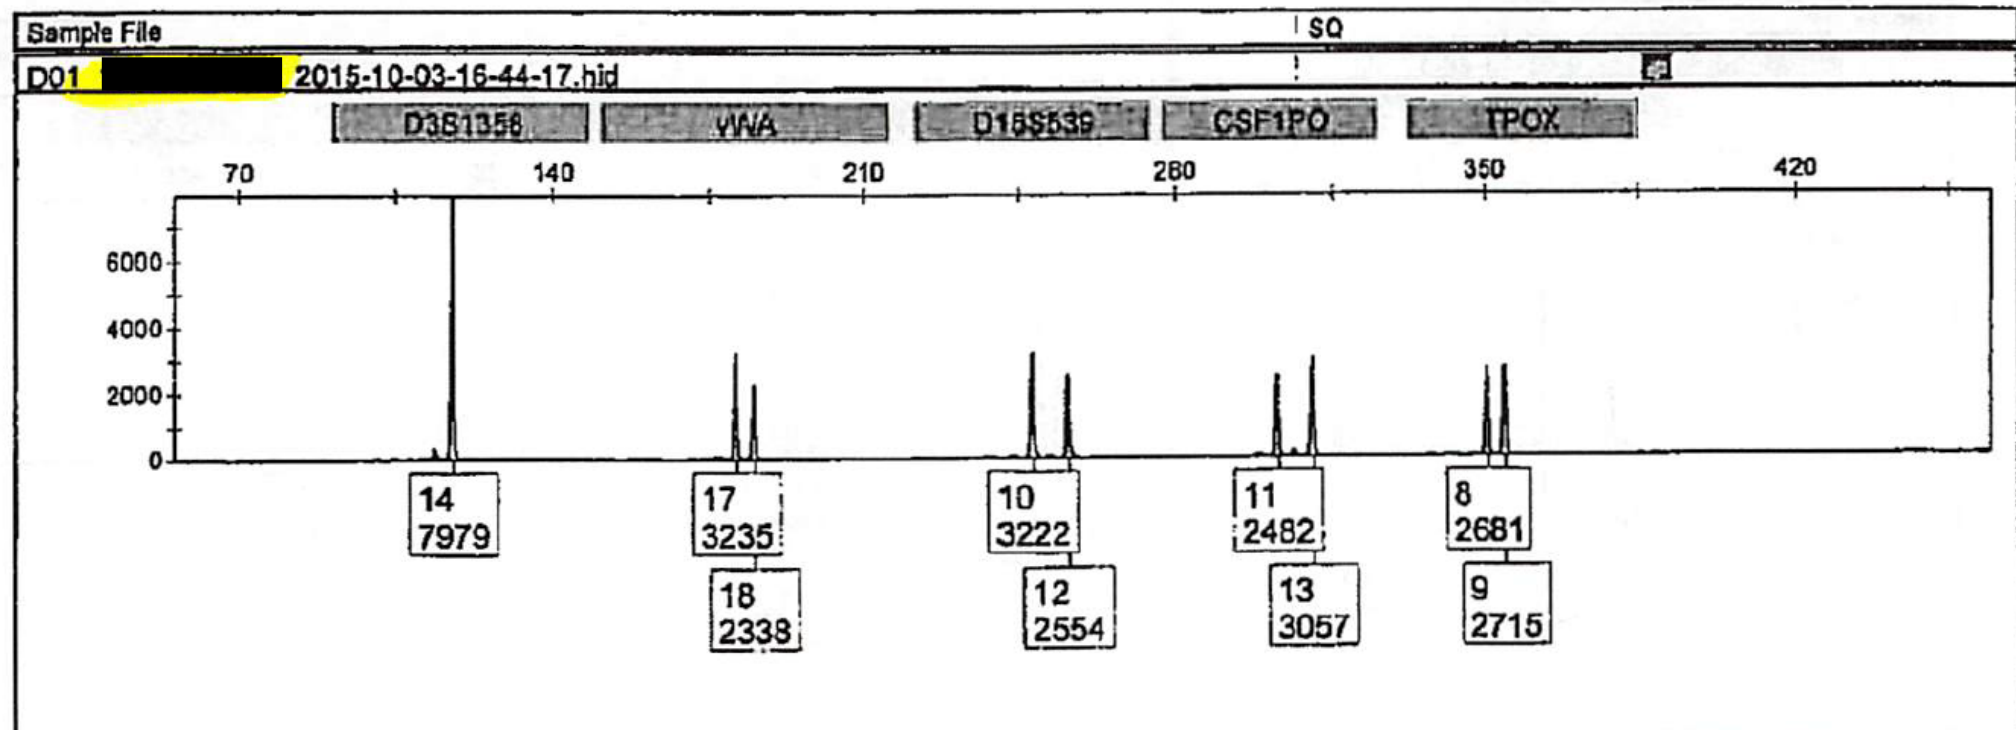 Sample File SQ
D01 2015-10-03-16-44-17.hid
D3S1358 vWA D16S539 CSF1PO TPOX
70 140 210 280 350 420
6000
4000
2000
0
14 17 10 11 8
7979 3235 3222 2482 2681
18 12 13 9
2338 2554 3057 2715